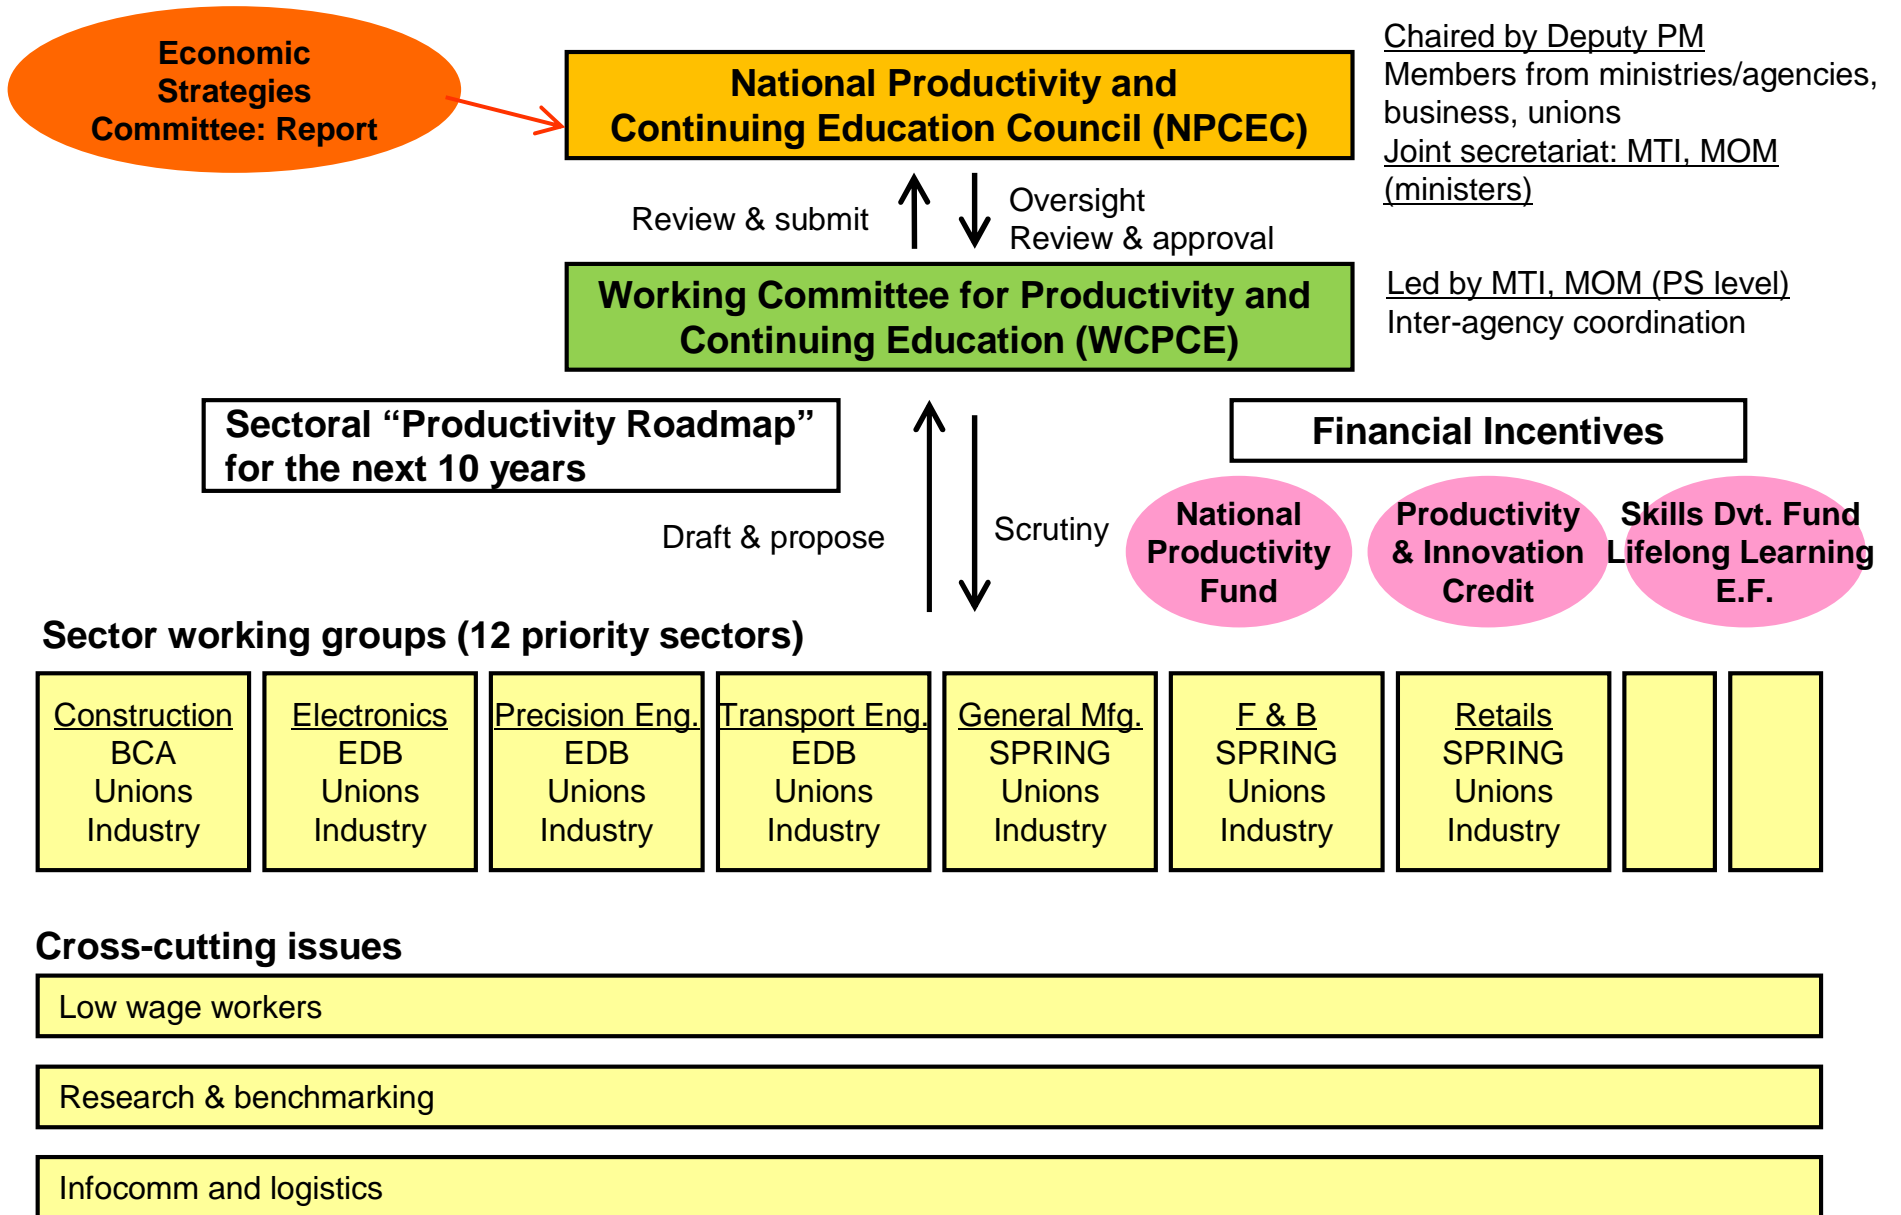 Economic
Strategies
Committee: Report
National Productivity and
Continuing Education Council (NPCEC)
Chaired by Deputy PM
Members from ministries/agencies,
business, unions
Joint secretariat: MTI, MOM
(ministers)
Review & submit
Oversight
Review & approval
Working Committee for Productivity and
Continuing Education (WCPCE)
Led by MTI, MOM (PS level)
Inter-agency coordination
Sectoral “Productivity Roadmap”
for the next 10 years
Financial Incentives
Draft & propose
Scrutiny
National
Productivity
Fund
Productivity
& Innovation
Credit
Skills Dvt. Fund
Lifelong Learning
E.F.
Sector working groups (12 priority sectors)
Construction
BCA
Unions
Industry
Electronics
EDB
Unions
Industry
Precision Eng.
EDB
Unions
Industry
Transport Eng.
EDB
Unions
Industry
General Mfg.
SPRING
Unions
Industry
F & B
SPRING
Unions
Industry
Retails
SPRING
Unions
Industry
Cross-cutting issues
Low wage workers
Research & benchmarking
Infocomm and logistics